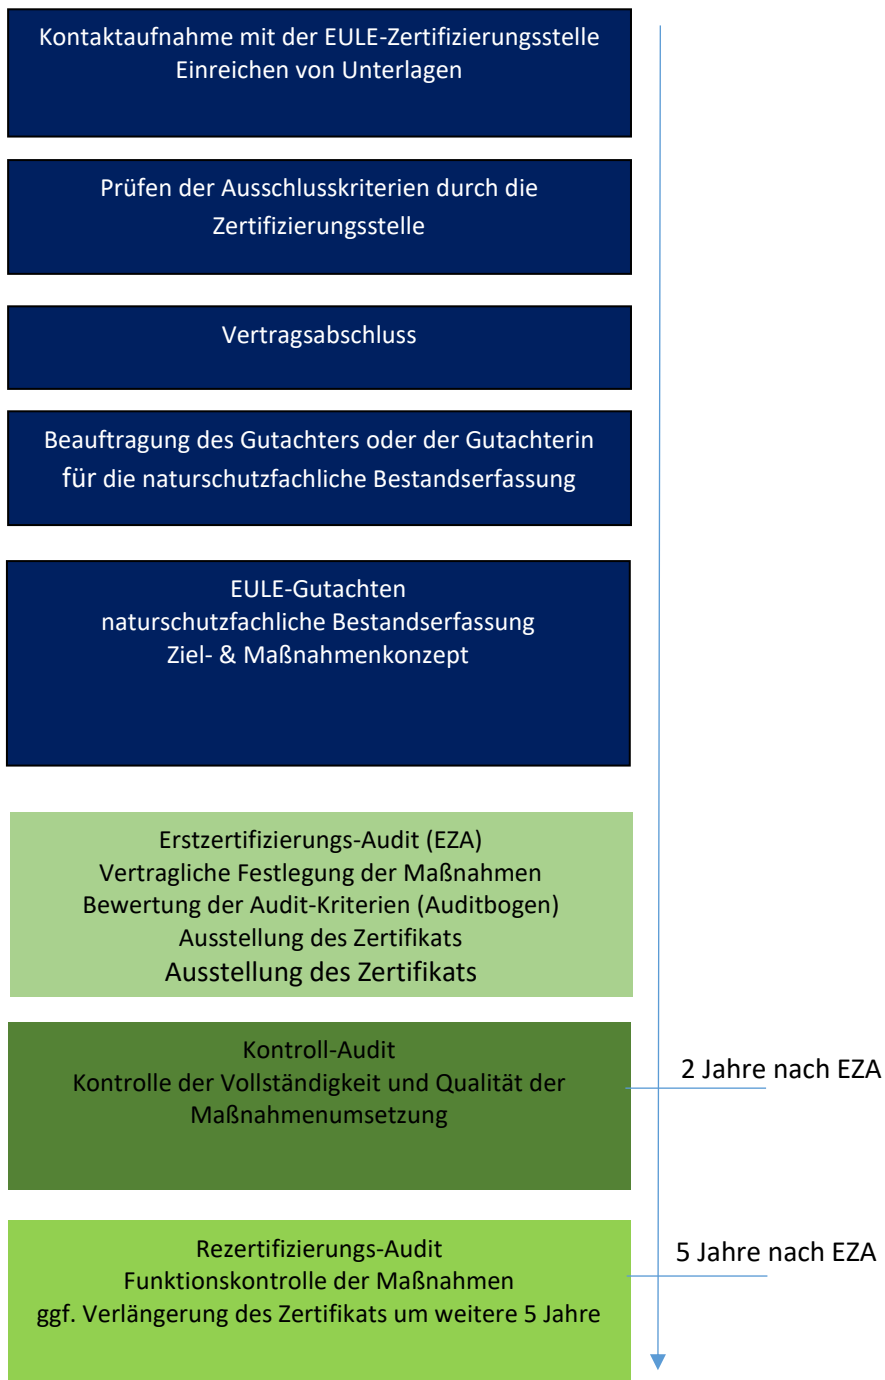 Kontaktaufnahme mit der EULE-Zertifizierungsstelle
Einreichen von Unterlagen
Prüfen der Ausschlusskriterien durch die
Zertifizierungsstelle
Vertragsabschluss
Beauftragung des Gutachters oder der Gutachterin
für die naturschutzfachliche Bestandserfassung
EULE-Gutachten
naturschutzfachliche Bestandserfassung
Ziel- & Maßnahmenkonzept
Erstzertifizierungs-Audit (EZA)
Vertragliche Festlegung der Maßnahmen
Bewertung der Audit-Kriterien (Auditbogen)
Ausstellung des Zertifikats
Ausstellung des Zertifikats
Kontroll-Audit
Kontrolle der Vollständigkeit und Qualität der
Maßnahmenumsetzung
2 Jahre nach EZA
Rezertifizierungs-Audit
Funktionskontrolle der Maßnahmen
ggf. Verlängerung des Zertifikats um weitere 5 Jahre
5 Jahre nach EZA